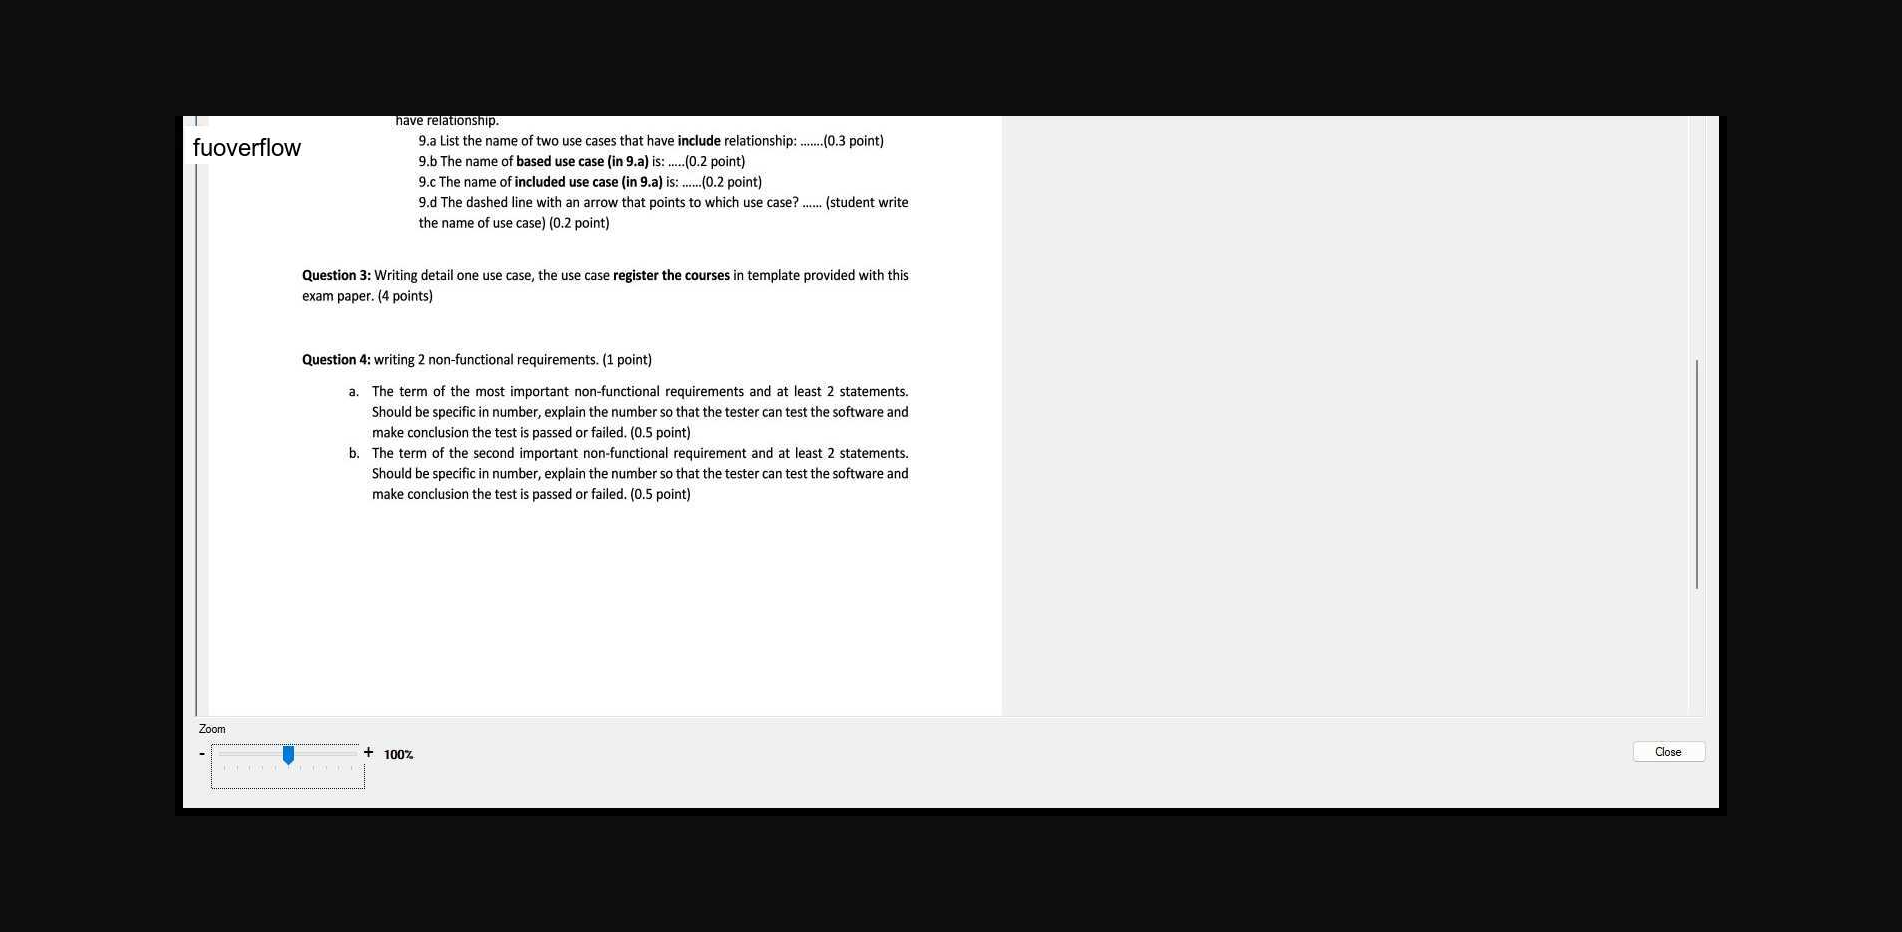 have relationship.
fuoverflow
9.a List the name of two use cases that have include relationship: .......(0.3 point)
9.b The name of based use case (in 9.a) is: .....(0.2 point)
9.c The name of included use case (in 9.a) is: ......(0.2 point)
9.d The dashed line with an arrow that points to which use case? ...... (student write
the name of use case) (0.2 point)
Question 3: Writing detail one use case, the use case register the courses in template provided with this
exam paper. (4 points)
Question 4: writing 2 non-functional requirements. (1 point)
a. The term of the most important non-functional requirements and at least 2 statements.
Should be specific in number, explain the number so that the tester can test the software and
make conclusion the test is passed or failed. (0.5 point)
b. The term of the second important non-functional requirement and at least 2 statements.
Should be specific in number, explain the number so that the tester can test the software and
make conclusion the test is passed or failed. (0.5 point)
Zoom
- + 100%
Close